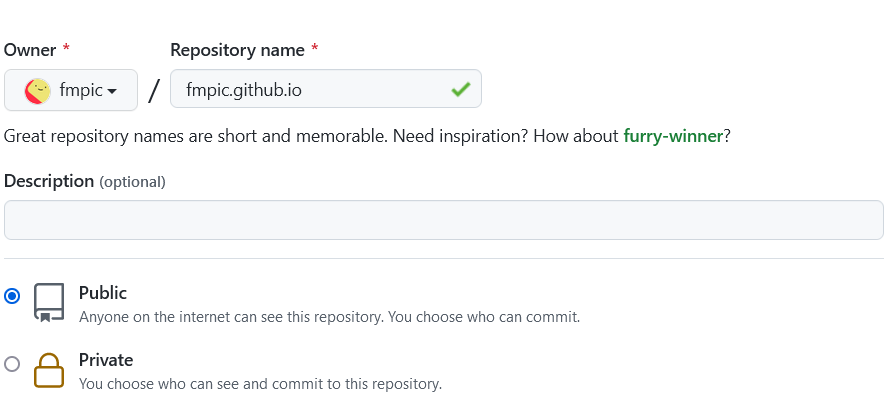 Owner * Repository name *
fmpic / fmpic.github.io
Great repository names are short and memorable. Need inspiration? How about furry-winner?
Description (optional)
Public
Anyone on the internet can see this repository. You choose who can commit.
Private
You choose who can see and commit to this repository.